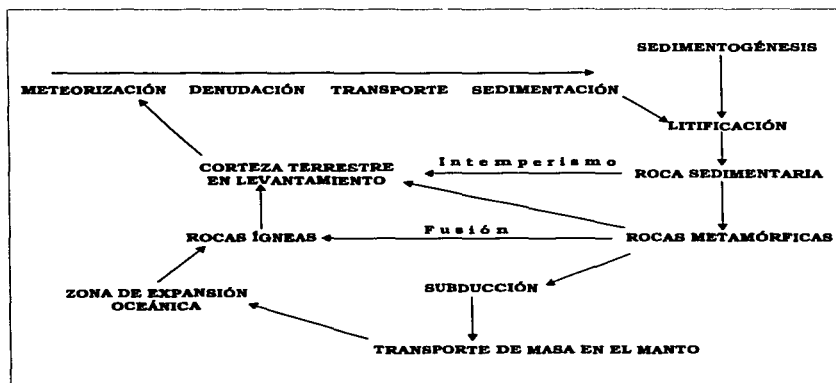 SEDIMENTOGÉNESIS
METEORIZACIÓN DENUDACIÓN TRANSPORTE SEDIMENTACIÓN
LITIFICACIÓN
CORTEZA TERRESTRE
EN LEVANTAMIENTO
Intemperismo
ROCA SEDIMENTARIA
ROCAS ÍGNEAS
Fusión
ROCAS METAMÓRFICAS
ZONA DE EXPANSIÓN
OCEÁNICA
SUBDUCCIÓN
TRANSPORTE DE MASA EN EL MANTO